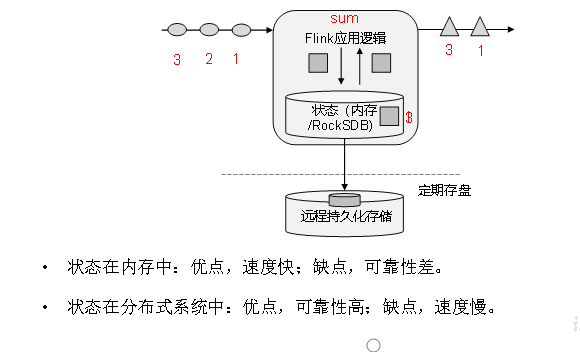 sum
Flink应用逻辑
3 2 1
3 1
状态（内存
/RockSDB)
定期存盘
远程持久化存储
• 状态在内存中：优点，速度快；缺点，可靠性差。
• 状态在分布式系统中：优点，可靠性高；缺点，速度慢。